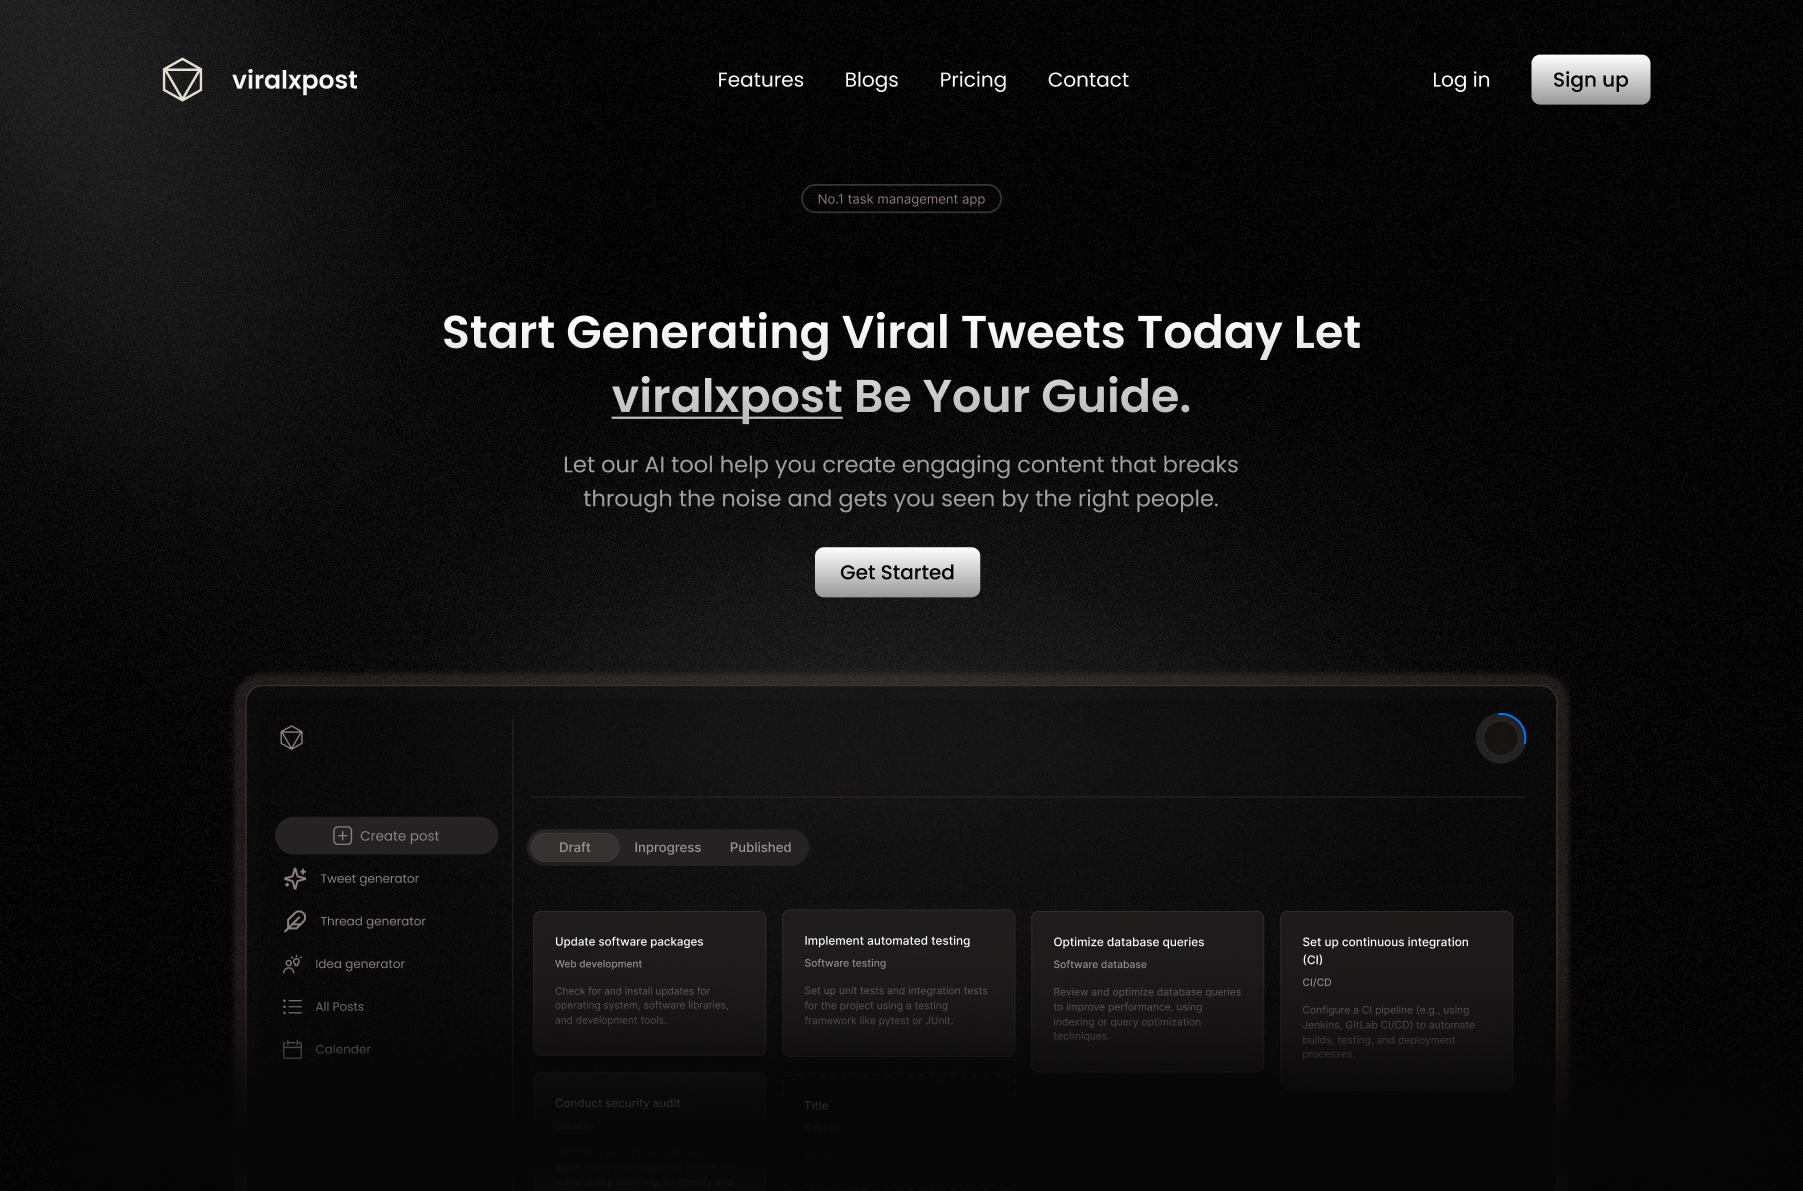 viralxpost
Features
Blogs
Pricing
Contact
Log in
Sign up
No.1 task management app
Start Generating Viral Tweets Today Let
viralxpost Be Your Guide.
Let our AI tool help you create engaging content that breaks
through the noise and gets you seen by the right people.
Get Started
Create post
Tweet generator
Thread generator
Idea generator
All Posts
Calender
Draft
Inprogress
Published
Update software packages
Web development
Check for and install updates for
operating system, software libraries,
and development tools.
Implement automated testing
Software testing
Set up unit tests and integration tests
for the project using a testing
framework like pytest or JUnit.
Optimize database queries
Software database
Review and optimize database queries
to improve performance, using
indexing or query optimization
techniques.
Set up continuous integration
(CI)
CI/CD
Configure a CI pipeline (e.g., using
Jenkins, GitLab CI/CD) to automate
builds, testing, and deployment
processes.
Conduct security audit
Security
Title